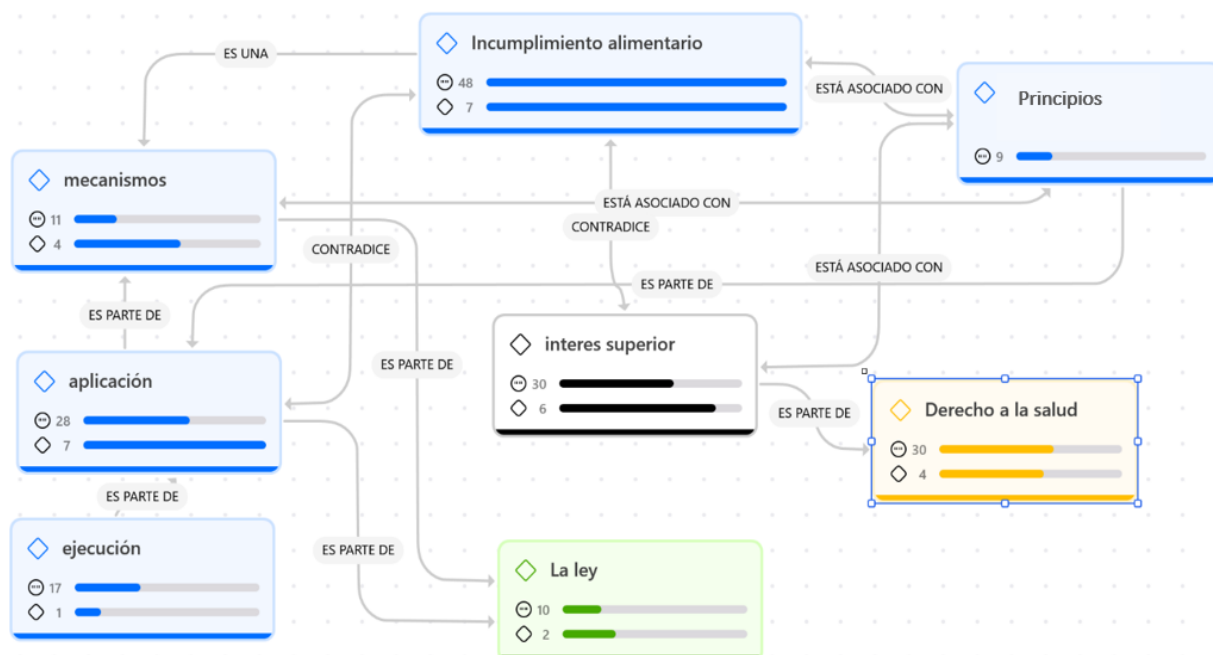 Incumplimiento alimentario
48
7
ES UNA
ESTÁ ASOCIADO CON
Principios
9
mecanismos
11
4
ESTÁ ASOCIADO CON
CONTRADICE
CONTRADICE
ESTÁ ASOCIADO CON
ES PARTE DE
ES PARTE DE
interes superior
30
6
ES PARTE DE
aplicación
28
7
ES PARTE DE
Derecho a la salud
30
4
ES PARTE DE
ejecución
17
1
ES PARTE DE
La ley
10
2